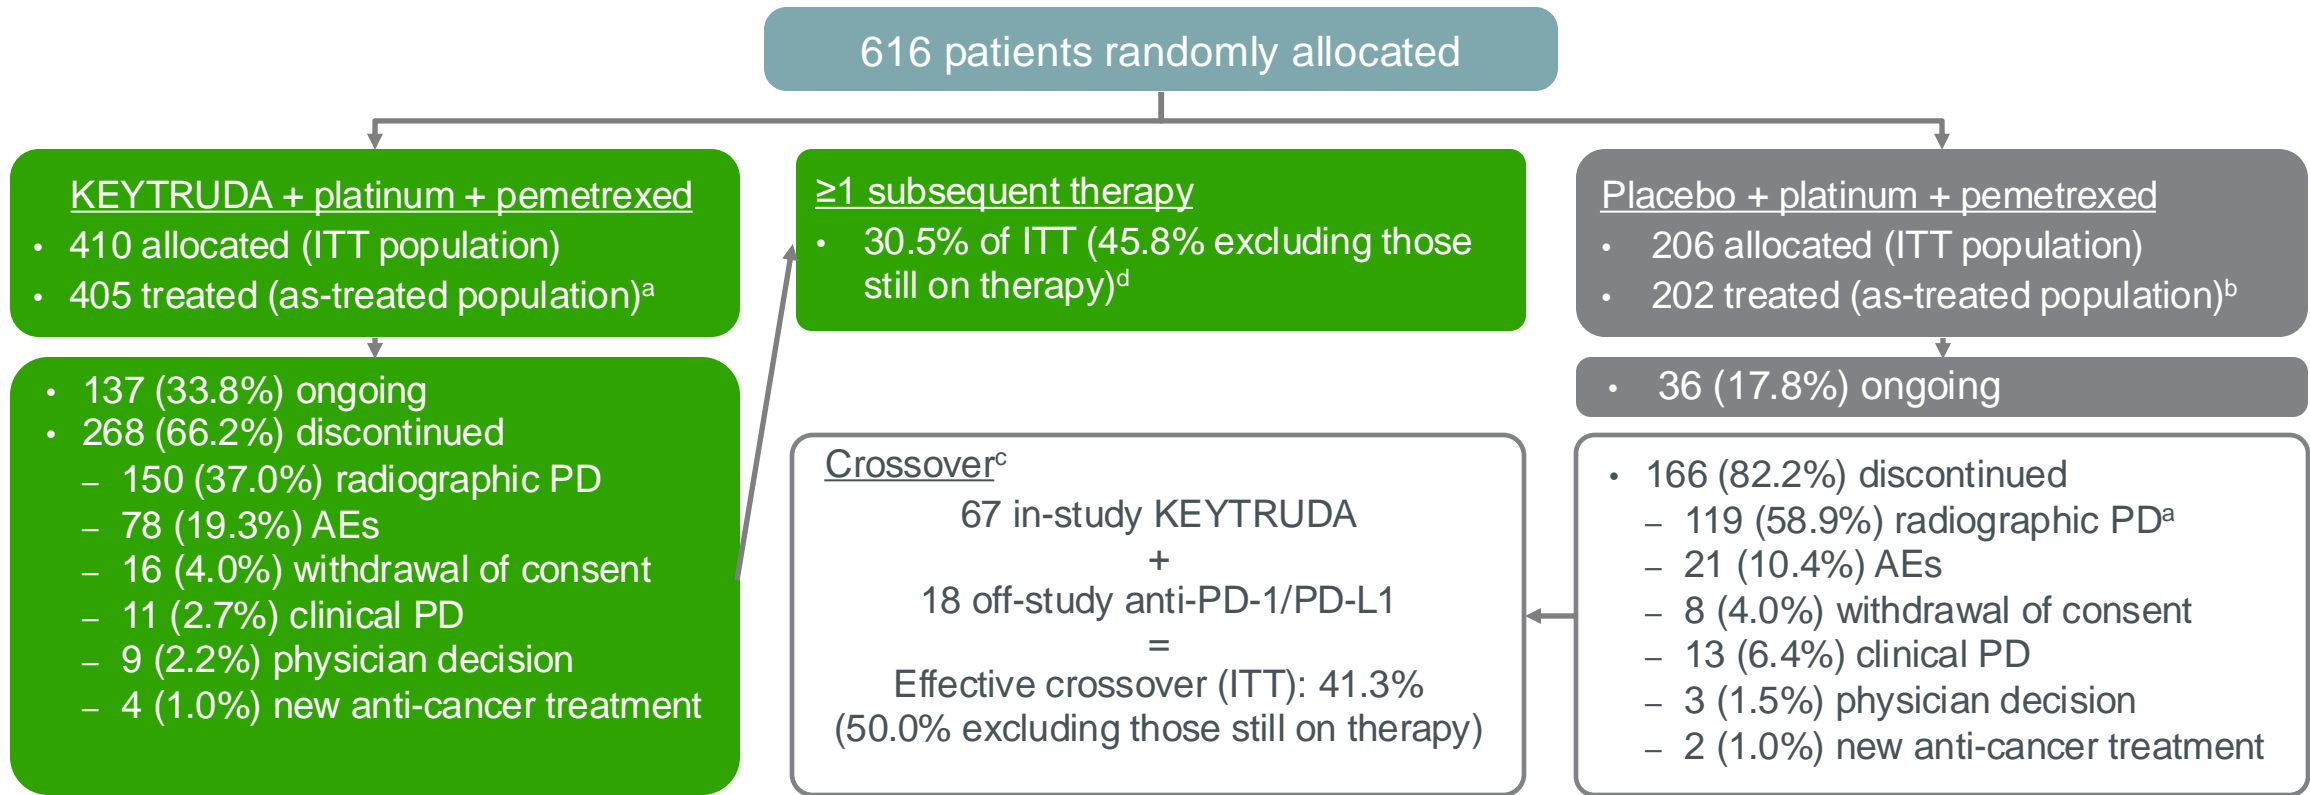 616 patients randomly allocated
KEYTRUDA + platinum + pemetrexed
• 410 allocated (ITT population)
• 405 treated (as-treated population)a
• 137 (33.8%) ongoing
• 268 (66.2%) discontinued
– 150 (37.0%) radiographic PD
– 78 (19.3%) AEs
– 16 (4.0%) withdrawal of consent
– 11 (2.7%) clinical PD
– 9 (2.2%) physician decision
– 4 (1.0%) new anti-cancer treatment
≥1 subsequent therapy
• 30.5% of ITT (45.8% excluding those
still on therapy)d
Placebo + platinum + pemetrexed
• 206 allocated (ITT population)
• 202 treated (as-treated population)b
• 36 (17.8%) ongoing
• 166 (82.2%) discontinued
– 119 (58.9%) radiographic PDa
– 21 (10.4%) AEs
– 8 (4.0%) withdrawal of consent
– 13 (6.4%) clinical PD
– 3 (1.5%) physician decision
– 2 (1.0%) new anti-cancer treatment
Crossoverc
67 in-study KEYTRUDA
+
18 off-study anti-PD-1/PD-L1
=
Effective crossover (ITT): 41.3%
(50.0% excluding those still on therapy)